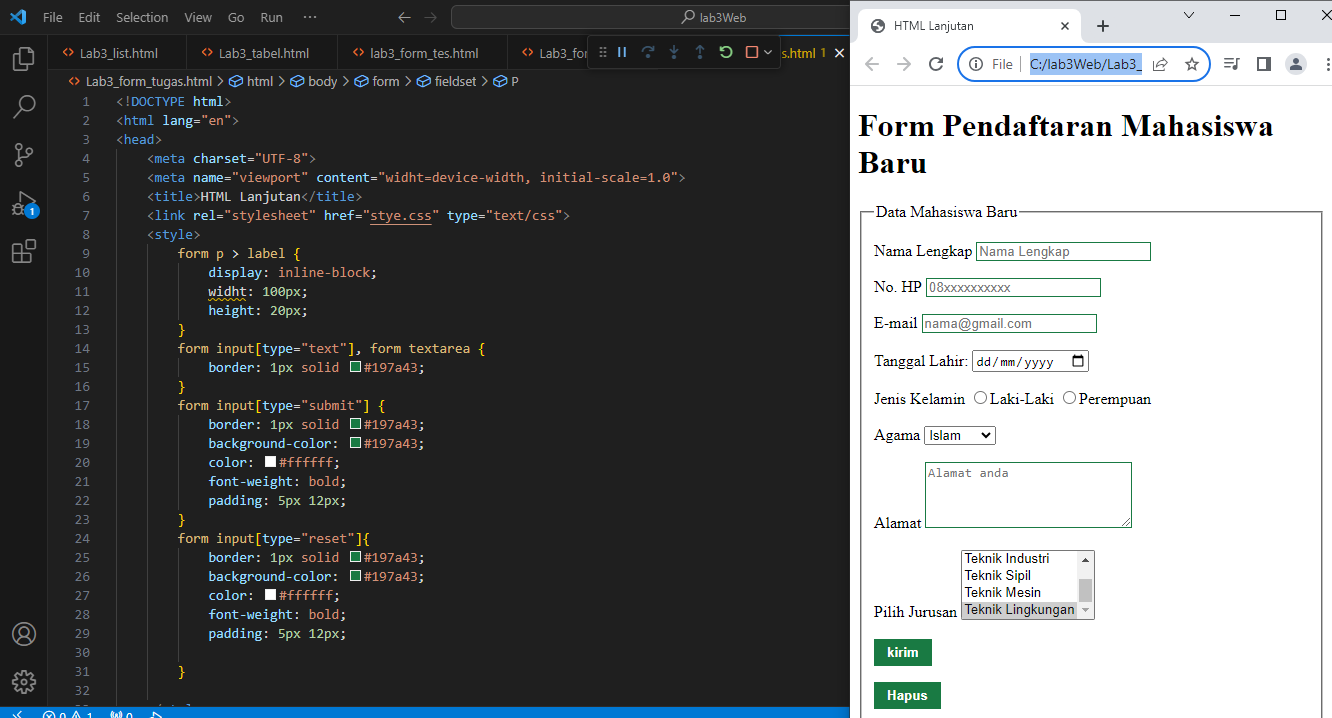 File Edit Selection View Go Run ··· lab3Web
Lab3_list.html Lab3_tabel.html lab3_form_tes.html Lab3_for s.html 1
Lab3_form_tugas.html > html > body > form > fieldset > P
1 <!DOCTYPE html>
2 <html lang="en">
3 <head>
4 <meta charset="UTF-8">
5 <meta name="viewport" content="widht=device-width, initial-scale=1.0">
6 <title>HTML Lanjutan</title>
7 <link rel="stylesheet" href="stye.css" type="text/css">
8 <style>
9 form p > label {
10 display: inline-block;
11 widht: 100px;
12 height: 20px;
13 }
14 form input[type="text"], form textarea {
15 border: 1px solid #197a43;
16 }
17 form input[type="submit"] {
18 border: 1px solid #197a43;
19 background-color: #197a43;
20 color: #ffffff;
21 font-weight: bold;
22 padding: 5px 12px;
23 }
24 form input[type="reset"]{
25 border: 1px solid #197a43;
26 background-color: #197a43;
27 color: #ffffff;
28 font-weight: bold;
29 padding: 5px 12px;
30
31 }
32
1
0 1 0
HTML Lanjutan
File C:/lab3Web/Lab3_
Form Pendaftaran Mahasiswa
Baru
Data Mahasiswa Baru
Nama Lengkap Nama Lengkap
No. HP 08xxxxxxxxxx
E-mail nama@gmail.com
Tanggal Lahir: dd/mm/yyyy
Jenis Kelamin Laki-Laki Perempuan
Agama Islam
Alamat Alamat anda
Teknik Industri
Teknik Sipil
Teknik Mesin
Pilih Jurusan Teknik Lingkungan
kirim
Hapus